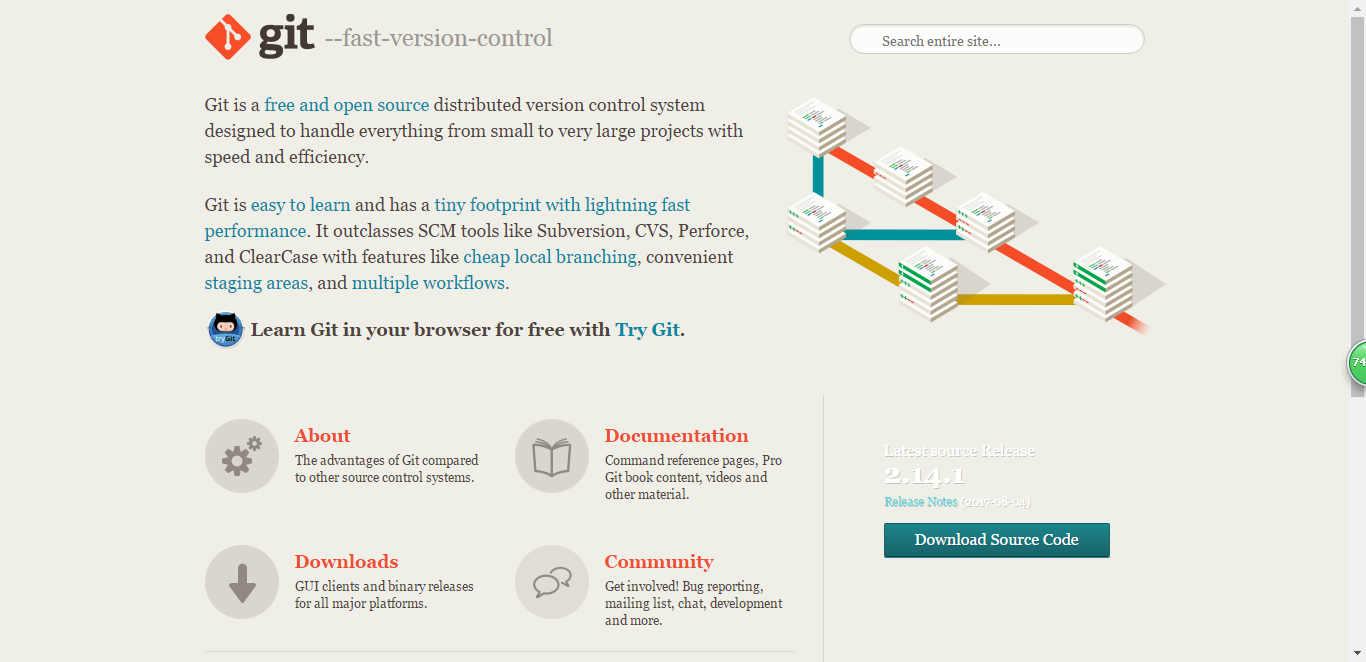 git --fast-version-control
Search entire site...
Git is a free and open source distributed version control system
designed to handle everything from small to very large projects with
speed and efficiency.
Git is easy to learn and has a tiny footprint with lightning fast
performance. It outclasses SCM tools like Subversion, CVS, Perforce,
and ClearCase with features like cheap local branching, convenient
staging areas, and multiple workflows.
tryGit
Learn Git in your browser for free with Try Git.
74
About
The advantages of Git compared
to other source control systems.
Documentation
Command reference pages, Pro
Git book content, videos and
other material.
Downloads
GUI clients and binary releases
for all major platforms.
Community
Get involved! Bug reporting,
mailing list, chat, development
and more.
Latest source Release
2.14.1
Release Notes (2017-08-04)
Download Source Code